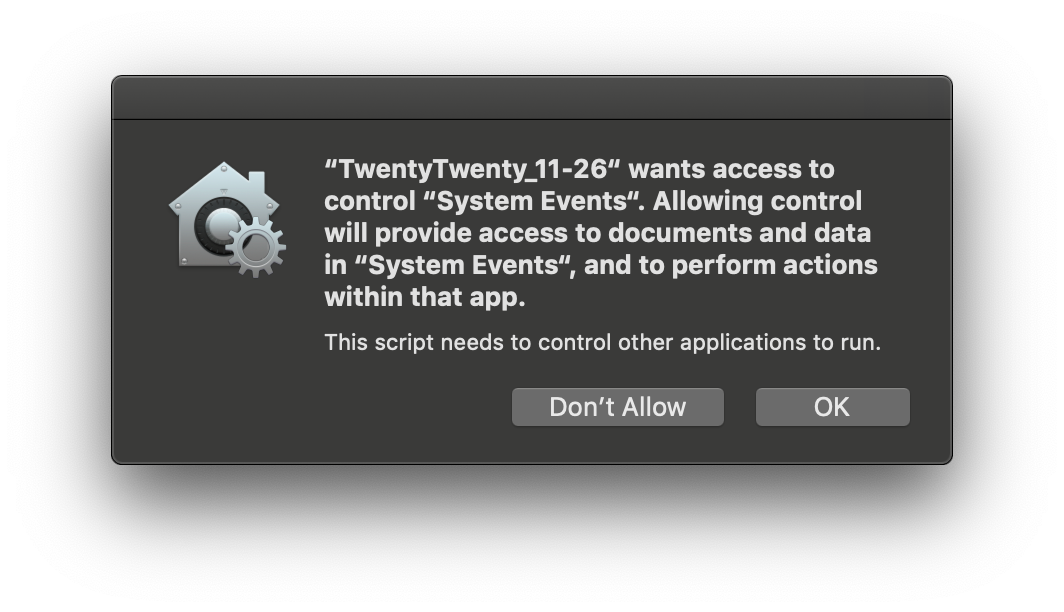 “TwentyTwenty_11-26“ wants access to
control “System Events“. Allowing control
will provide access to documents and data
in “System Events“, and to perform actions
within that app.
This script needs to control other applications to run.
Don’t Allow
OK